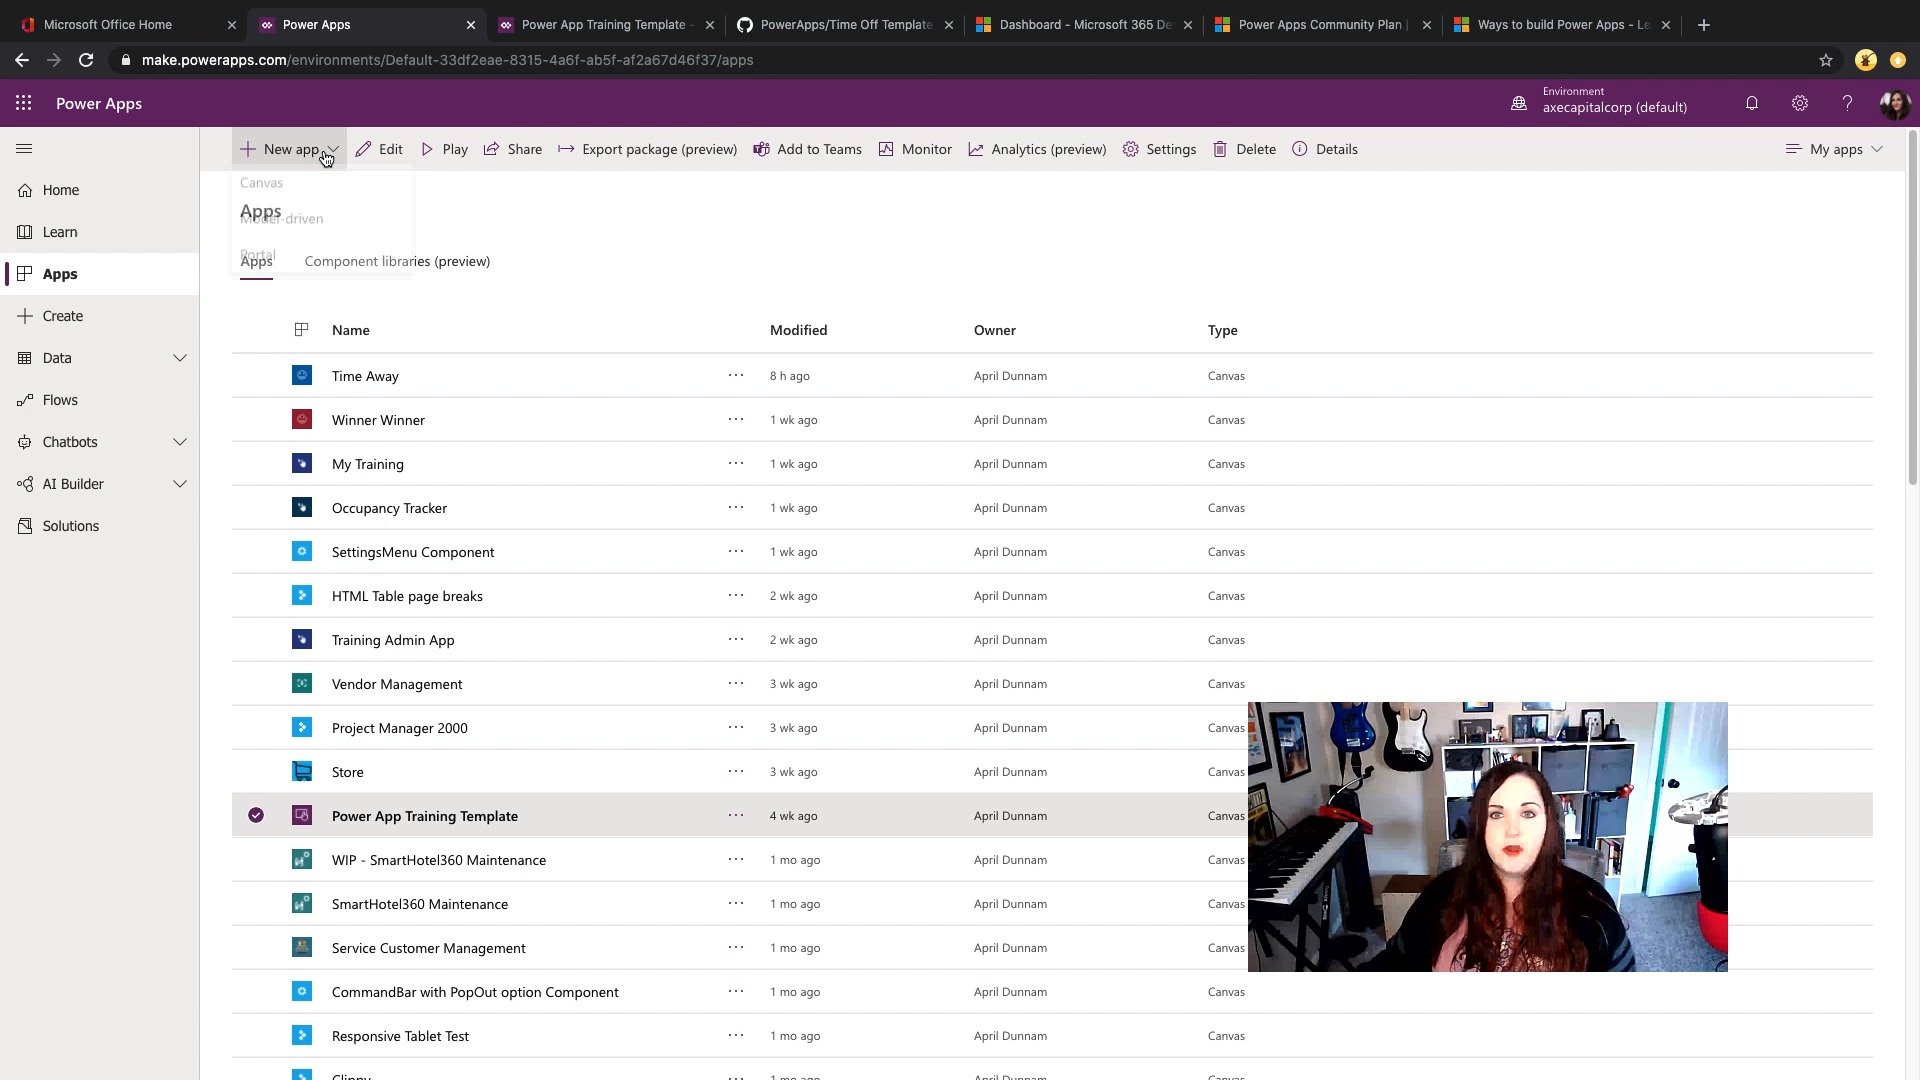 Microsoft Office Home
Power Apps
Power App Training Template -
PowerApps/Time Off Template
Dashboard - Microsoft 365 De
Power Apps Community Plan |
Ways to build Power Apps - Le
make.powerapps.com/environments/Default-33df2eae-8315-4a6f-ab5f-af2a67d46f37/apps
Power Apps
Environment
axecapitalcorp (default)
New app
Edit
Play
Share
Export package (preview)
Add to Teams
Monitor
Analytics (preview)
Settings
Delete
Details
My apps
Home
Learn
Apps
Create
Data
Flows
Chatbots
AI Builder
Solutions
Canvas
Apps
Model-driven
Portal
Apps
Component libraries (preview)
Name Modified Owner Type
Time Away ... 8 h ago April Dunnam Canvas
Winner Winner ... 1 wk ago April Dunnam Canvas
My Training ... 1 wk ago April Dunnam Canvas
Occupancy Tracker ... 1 wk ago April Dunnam Canvas
SettingsMenu Component ... 1 wk ago April Dunnam Canvas
HTML Table page breaks ... 2 wk ago April Dunnam Canvas
Training Admin App ... 2 wk ago April Dunnam Canvas
Vendor Management ... 3 wk ago April Dunnam Canvas
Project Manager 2000 ... 3 wk ago April Dunnam Canvas
Store ... 3 wk ago April Dunnam Canvas
Power App Training Template ... 4 wk ago April Dunnam Canvas
WIP - SmartHotel360 Maintenance ... 1 mo ago April Dunnam Canvas
SmartHotel360 Maintenance ... 1 mo ago April Dunnam Canvas
Service Customer Management ... 1 mo ago April Dunnam Canvas
CommandBar with PopOut option Component ... 1 mo ago April Dunnam Canvas
Responsive Tablet Test ... 1 mo ago April Dunnam Canvas
Clippy ... 1 mo ago April Dunnam Canvas